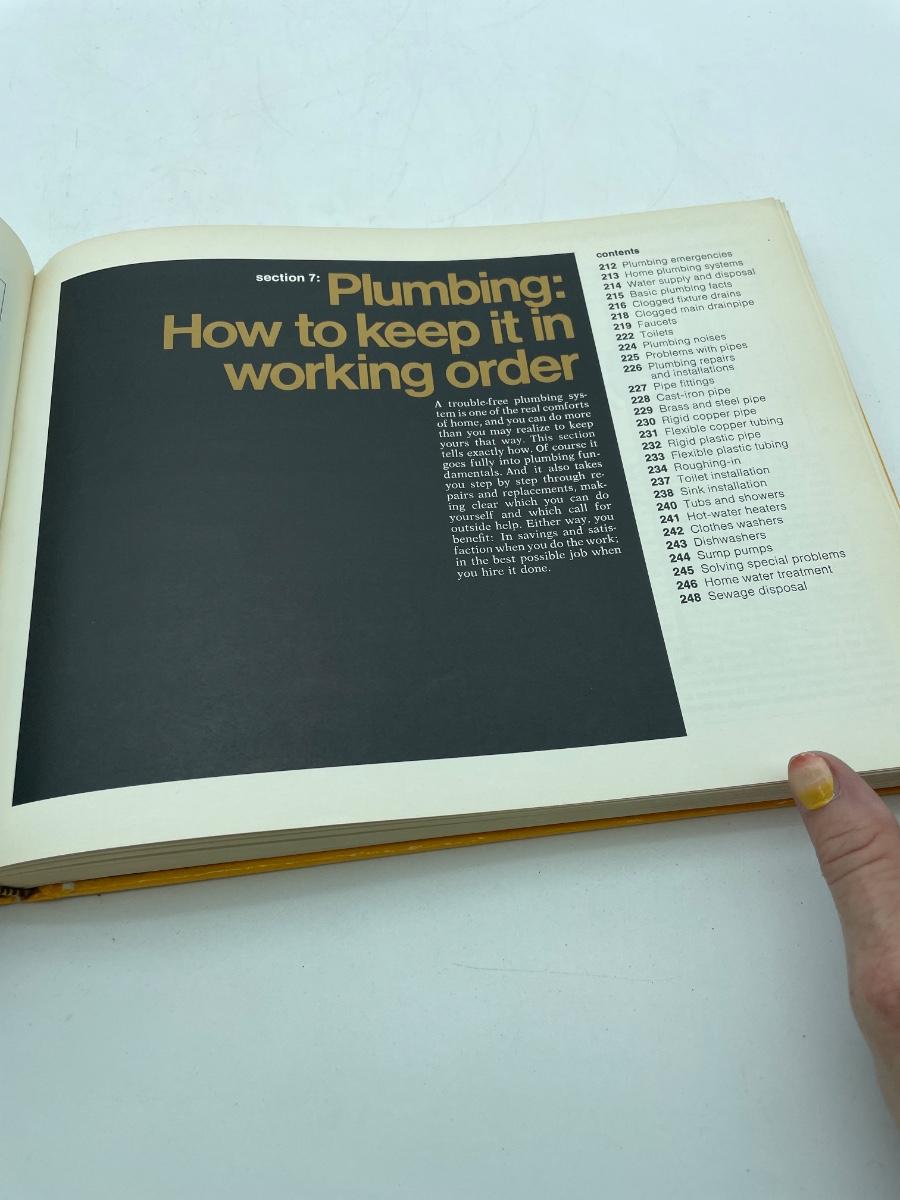 section 7: Plumbing:
How to keep it in
working order
A trouble-free plumbing sys-
tem is one of the real comforts
of home, and you can do more
than you may realize to keep
yours that way. This section
tells exactly how. Of course it
goes fully into plumbing fun-
damentals. And it also takes
you step by step through re-
pairs and replacements, mak-
ing clear which you can do
yourself and which call for
outside help. Either way, you
benefit: In savings and satis-
faction when you do the work;
in the best possible job when
you hire it done.
contents
212 Plumbing emergencies
213 Home plumbing systems
214 Water supply and disposal
215 Basic plumbing facts
216 Clogged fixture drains
218 Clogged main drainpipe
219 Faucets
222 Toilets
224 Plumbing noises
225 Problems with pipes
226 Plumbing repairs
and installations
227 Pipe fittings
228 Cast-iron pipe
229 Brass and steel pipe
230 Rigid copper pipe
231 Flexible copper tubing
232 Rigid plastic pipe
233 Flexible plastic tubing
234 Roughing-in
237 Toilet installation
238 Sink installation
240 Tubs and showers
241 Hot-water heaters
242 Clothes washers
243 Dishwashers
244 Sump pumps
245 Solving special problems
246 Home water treatment
248 Sewage disposal